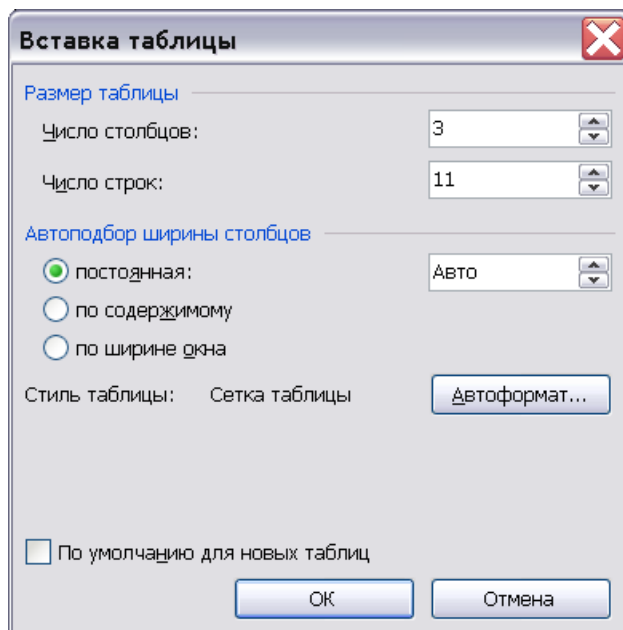 Вставка таблицы
Размер таблицы
Число столбцов: 3
Число строк: 11
Автоподбор ширины столбцов
постоянная: Авто
по содержимому
по ширине окна
Стиль таблицы: Сетка таблицы Автоформат...
По умолчанию для новых таблиц
ОК Отмена